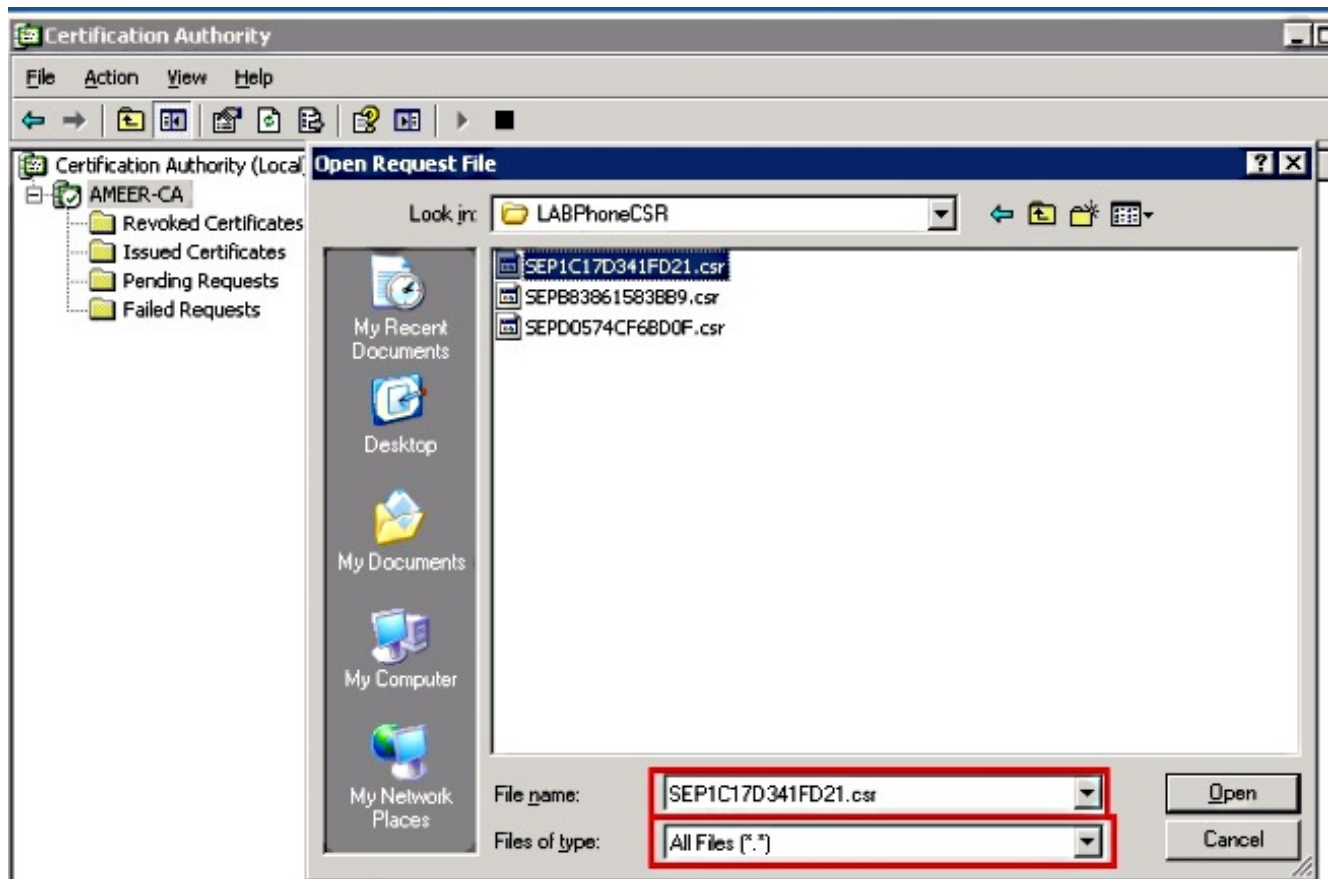 Certification Authority
File Action View Help
Certification Authority (Local)
AMEER-CA
Revoked Certificates
Issued Certificates
Pending Requests
Failed Requests
Open Request File
Look in:
LABPhoneCSR
My Recent
Documents
Desktop
My Documents
My Computer
My Network
Places
SEP1C17D341FD21.csr
SEPB83861583BB9.csr
SEPD0574CF6BD0F.csr
File name:
SEP1C17D341FD21.csr
Open
Files of type:
All Files (*.*)
Cancel